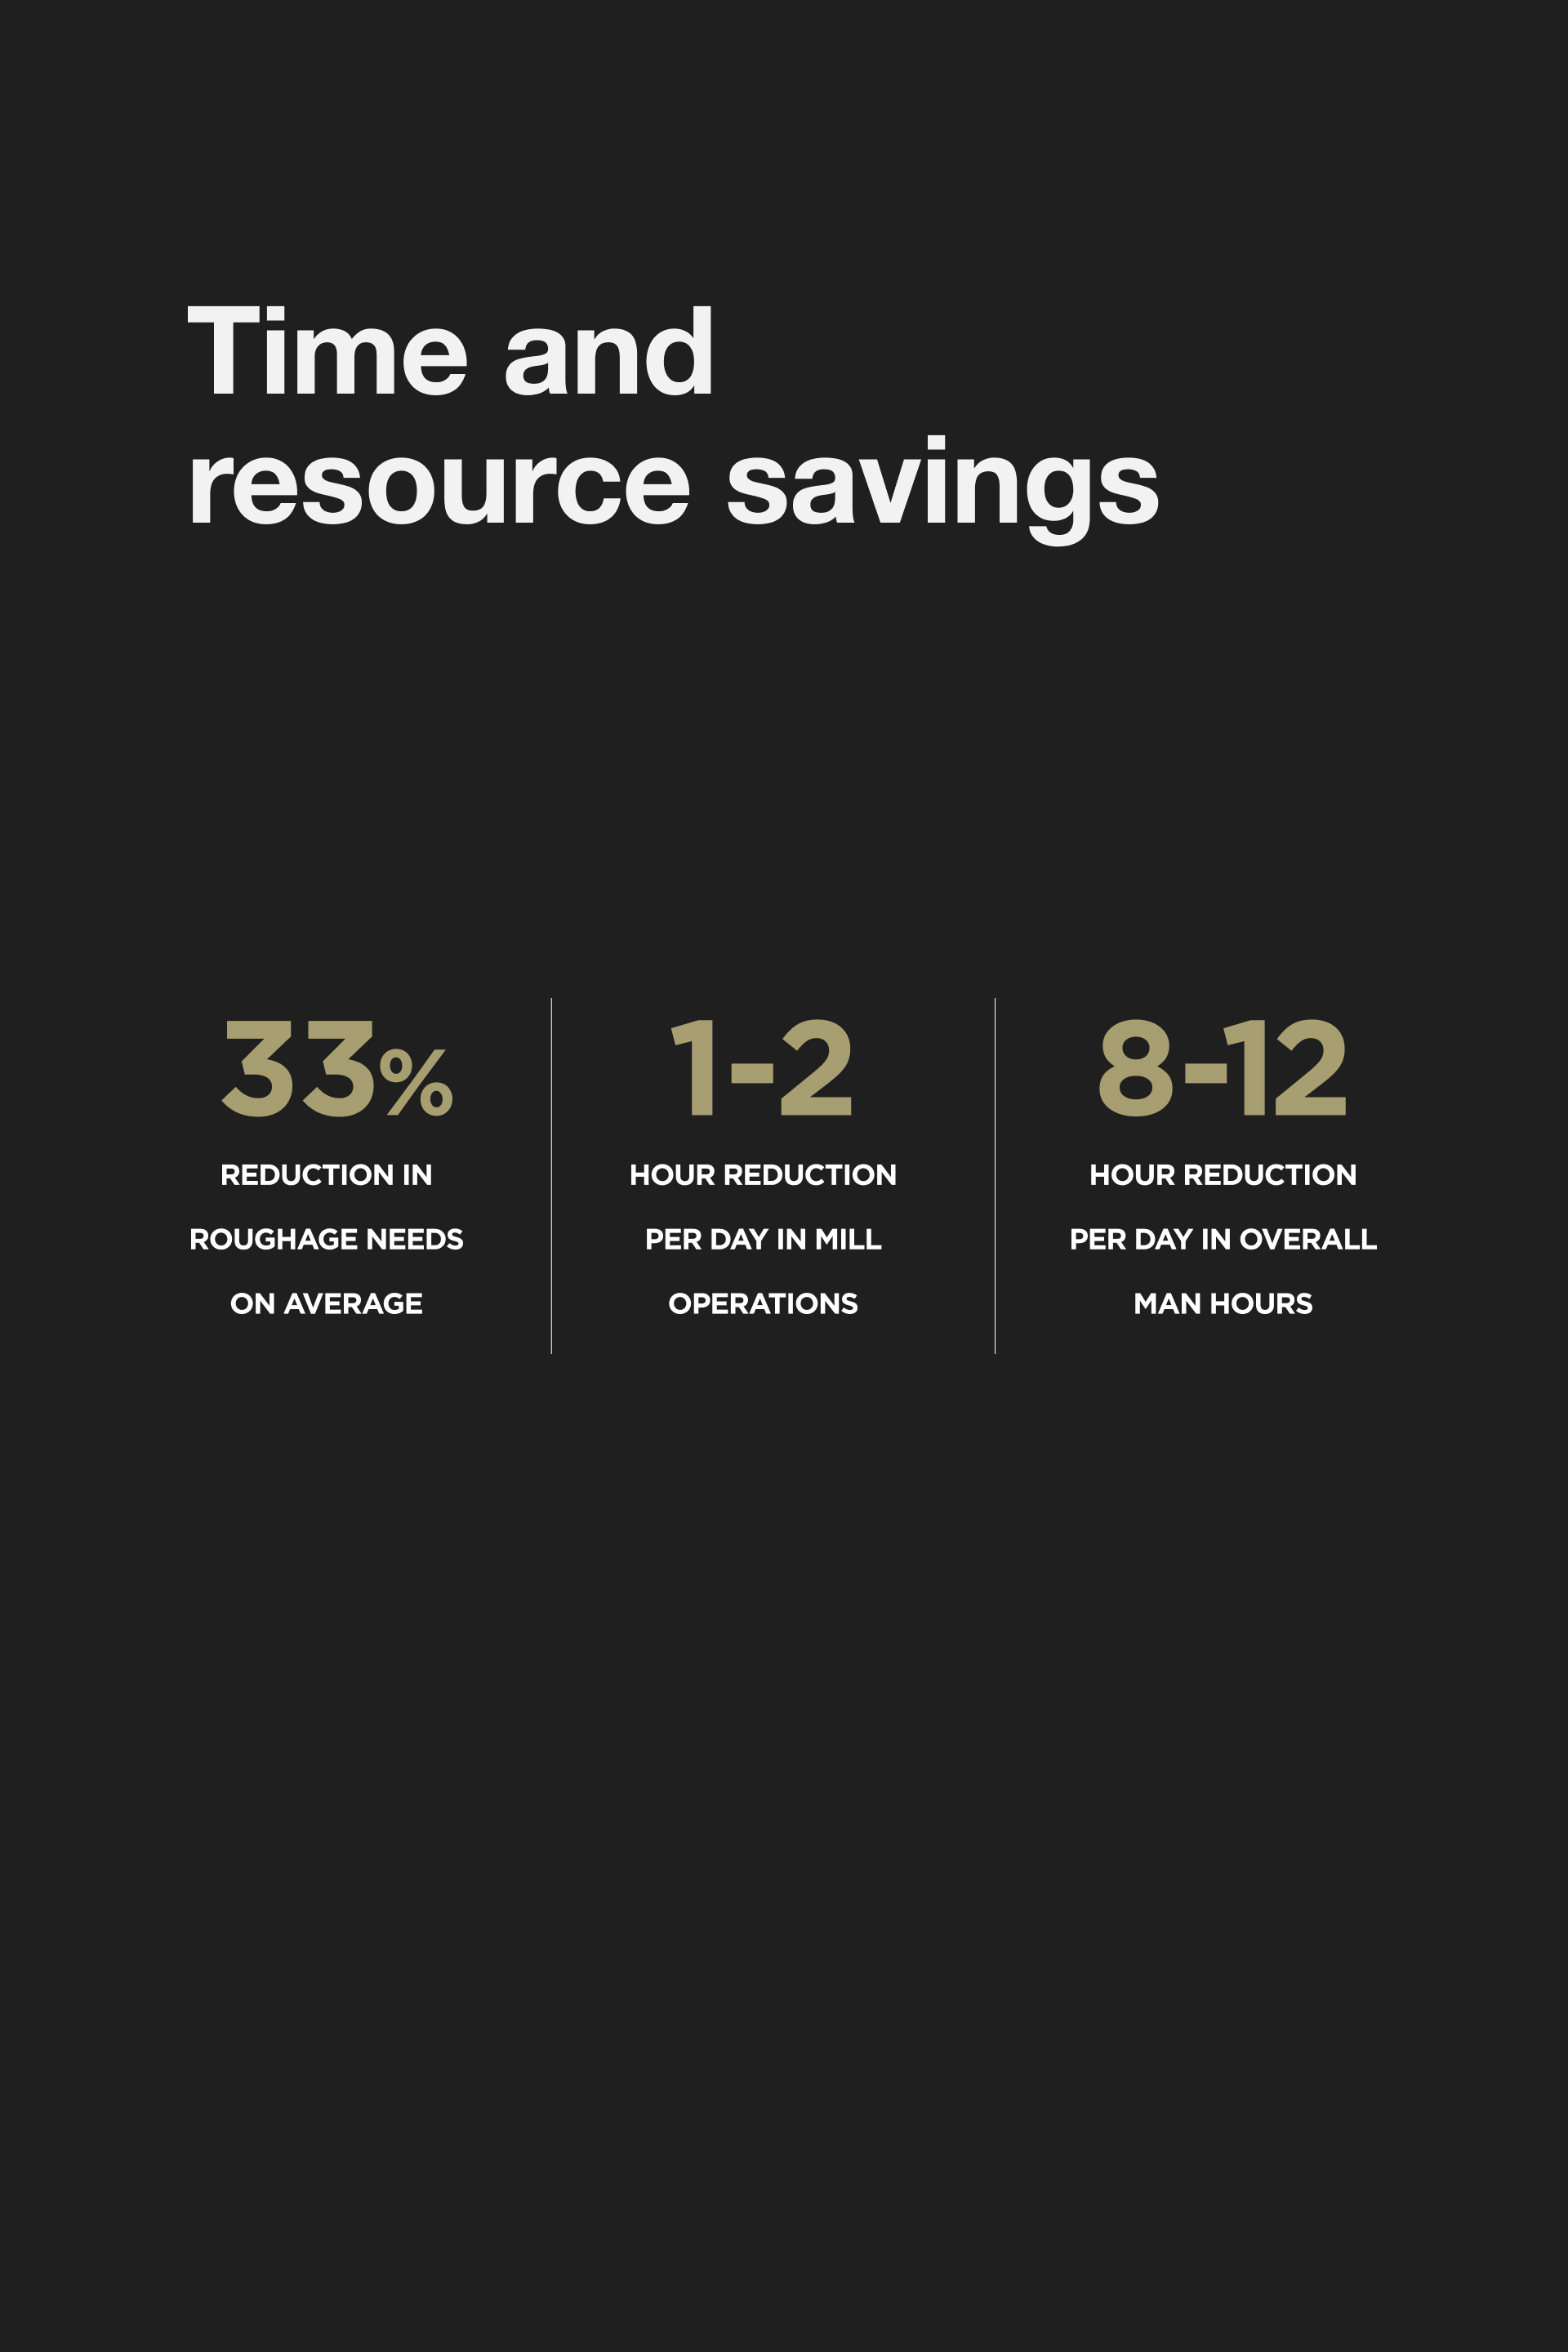 Time and
resource savings
33%
REDUCTION IN
ROUGHAGE NEEDS
ON AVERAGE
1-2
HOUR REDUCTION
PER DAY IN MILL
OPERATIONS
8-12
HOUR REDUCTION
PER DAY IN OVERALL
MAN HOURS